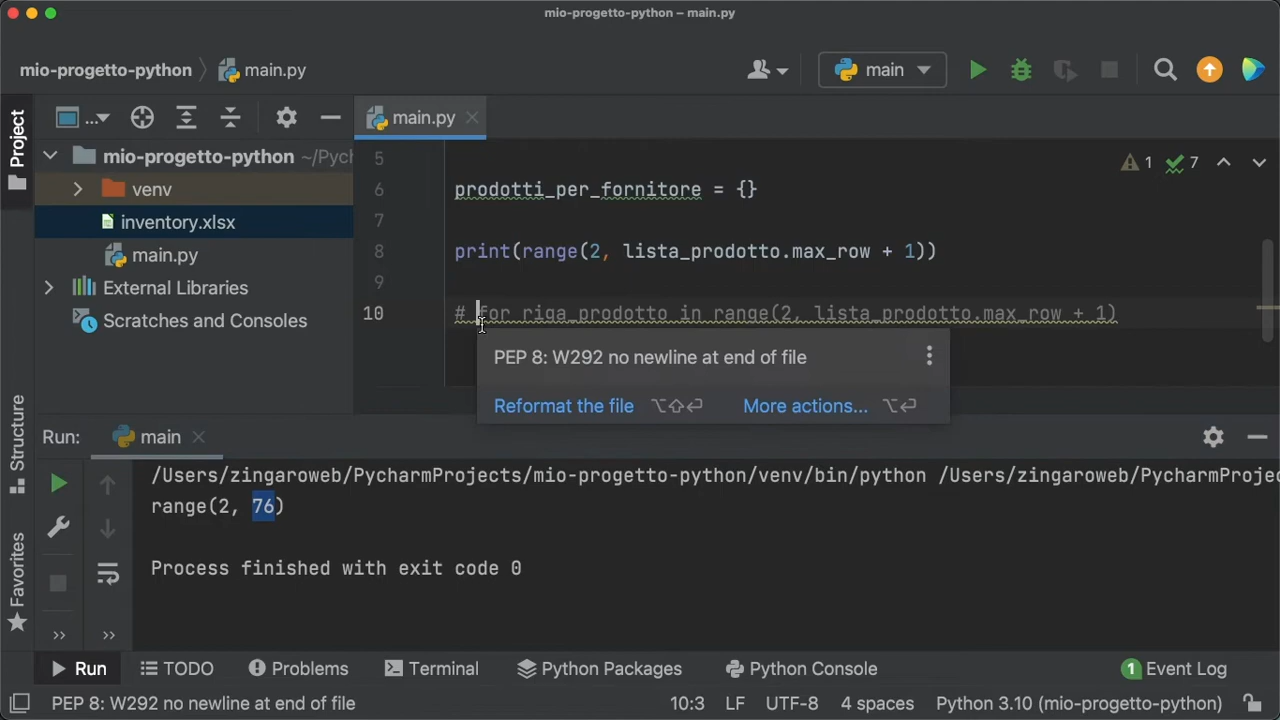 mio-progetto-python – main.py
mio-progetto-python
main.py
main
Project
...
main.py
mio-progetto-python ~/Pych
venv
inventory.xlsx
main.py
External Libraries
Scratches and Consoles
1
7
5
6 prodotti_per_fornitore = {}
7
8 print(range(2, lista_prodotto.max_row + 1))
9
10 # for riga_prodotto in range(2, lista_prodotto.max_row + 1)
PEP 8: W292 no newline at end of file
Reformat the file ⌥⇧⏎ More actions... ⌥⏎
Structure
Favorites
Run: main
/Users/zingaroweb/PycharmProjects/mio-progetto-python/venv/bin/python /Users/zingaroweb/PycharmProje
range(2, 76)
Process finished with exit code 0
Run TODO Problems Terminal Python Packages Python Console 1 Event Log
PEP 8: W292 no newline at end of file 10:3 LF UTF-8 4 spaces Python 3.10 (mio-progetto-python)